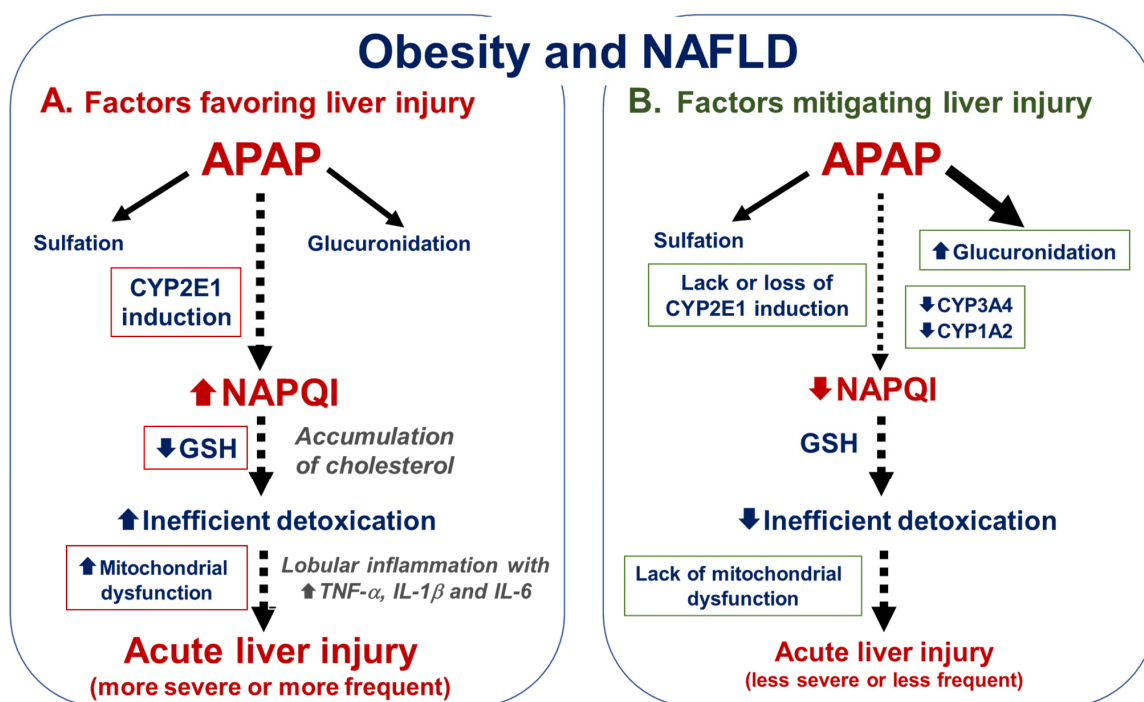 Obesity and NAFLD
A. Factors favoring liver injury
APAP
Sulfation
Glucuronidation
CYP2E1
induction
⬆NAPQI
⬇GSH
Accumulation
of cholesterol
⬆Inefficient detoxication
⬆Mitochondrial
dysfunction
Lobular inflammation with
⬆TNF-α, IL-1β and IL-6
Acute liver injury
(more severe or more frequent)
B. Factors mitigating liver injury
APAP
Sulfation
⬆Glucuronidation
Lack or loss of
CYP2E1 induction
⬇CYP3A4
⬇CYP1A2
⬇NAPQI
GSH
⬇Inefficient detoxication
Lack of mitochondrial
dysfunction
Acute liver injury
(less severe or less frequent)